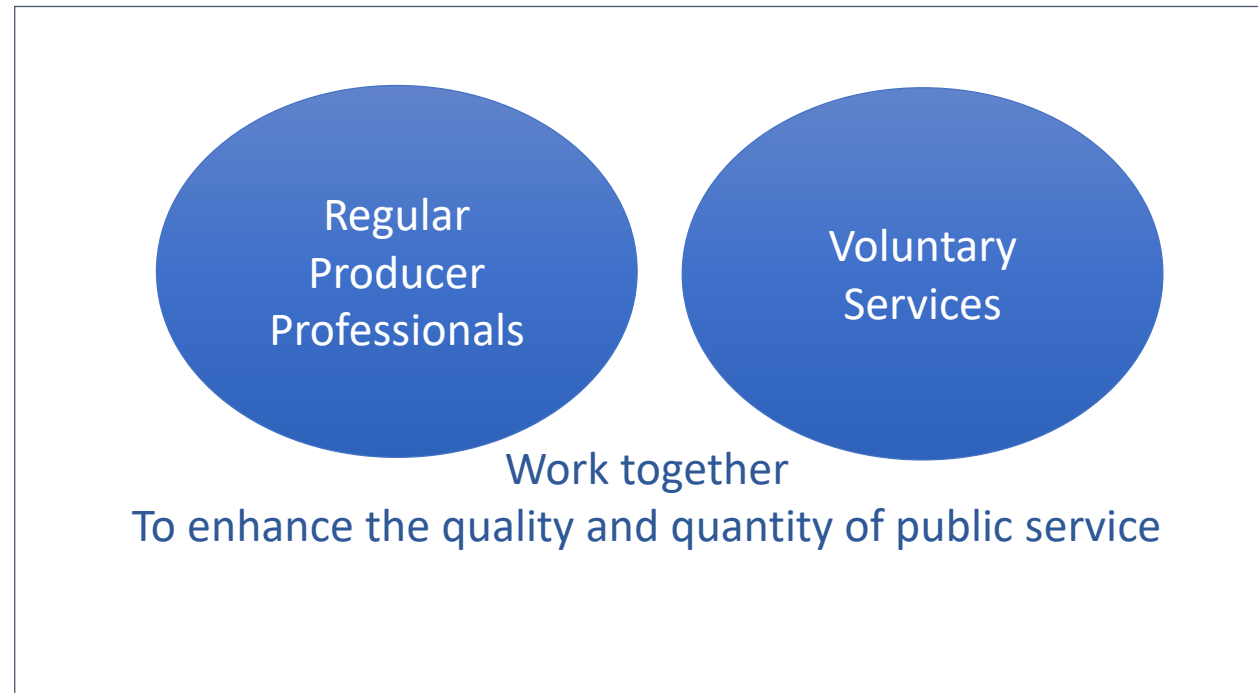 Regular
Producer
Professionals
Voluntary
Services
Work together
To enhance the quality and quantity of public service